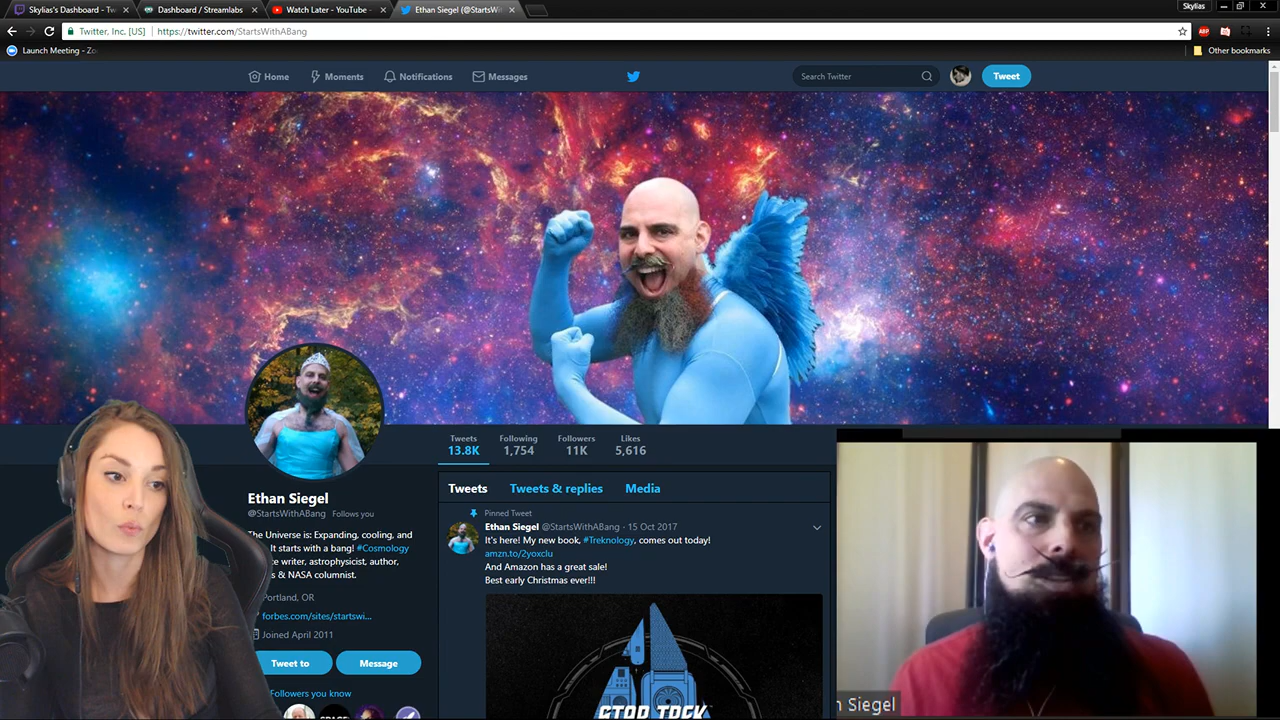 Skylias's Dashboard - Tw
Dashboard / Streamlabs
Watch Later - YouTube -
Ethan Siegel (@StartsWit
Skylias
Twitter, Inc. [US]
https://twitter.com/StartsWithABang
ABP
Launch Meeting - Zoo
Other bookmarks
Home
Moments
Notifications
Messages
Search Twitter
Tweet
Tweets
Following
Followers
Likes
13.8K
1,754
11K
5,616
Tweets
Tweets & replies
Media
Ethan Siegel
@StartsWithABang Follows you
The Universe is: Expanding, cooling, and
It starts with a bang! #Cosmology
ce writer, astrophysicist, author,
s & NASA columnist.
Portland, OR
forbes.com/sites/startswi...
Joined April 2011
Tweet to
Message
Followers you know
Pinned Tweet
Ethan Siegel @StartsWithABang · 15 Oct 2017
It's here! My new book, #Treknology, comes out today!
amzn.to/2yoxclu
And Amazon has a great sale!
Best early Christmas ever!!!
n Siegel